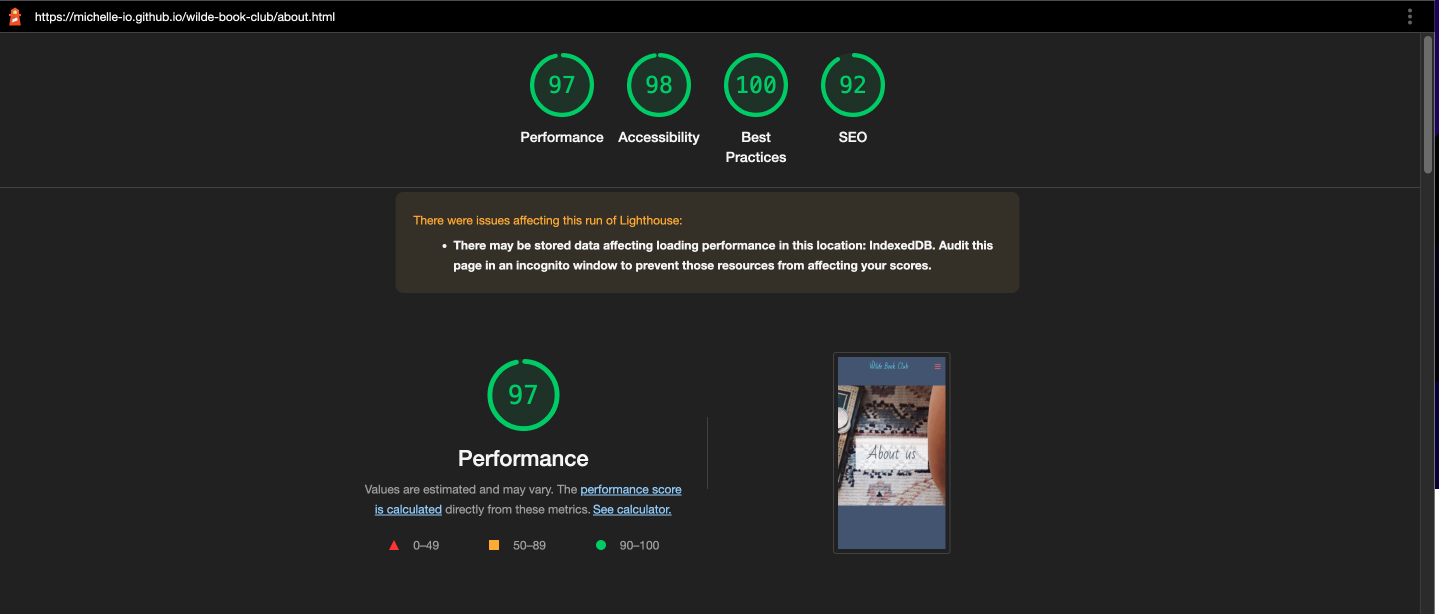 https://michelle-io.github.io/wilde-book-club/about.html
97
98
100
92
Performance
Accessibility
Best
Practices
SEO
There were issues affecting this run of Lighthouse:
• There may be stored data affecting loading performance in this location: IndexedDB. Audit this
page in an incognito window to prevent those resources from affecting your scores.
97
Performance
Values are estimated and may vary. The performance score
is calculated directly from these metrics. See calculator.
0–49
50–89
90–100
Wilde Book Club
About us